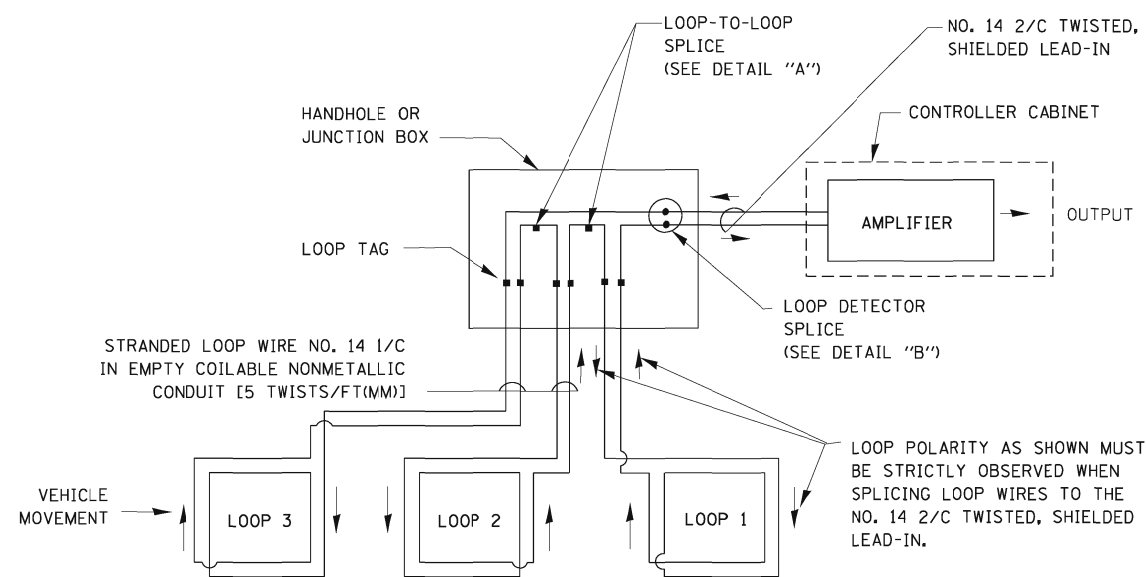 LOOP-TO-LOOP
SPLICE
(SEE DETAIL "A")
NO. 14 2/C TWISTED,
SHIELDED LEAD-IN
HANDHOLE OR
JUNCTION BOX
CONTROLLER CABINET
AMPLIFIER
OUTPUT
LOOP TAG
LOOP DETECTOR
SPLICE
(SEE DETAIL "B")
STRANDED LOOP WIRE NO. 14 1/C
IN EMPTY COILABLE NONMETALLIC
CONDUIT [5 TWISTS/FT(MM)]
LOOP POLARITY AS SHOWN MUST
BE STRICTLY OBSERVED WHEN
SPLICING LOOP WIRES TO THE
NO. 14 2/C TWISTED, SHIELDED
LEAD-IN.
VEHICLE
MOVEMENT
LOOP 3
LOOP 2
LOOP 1